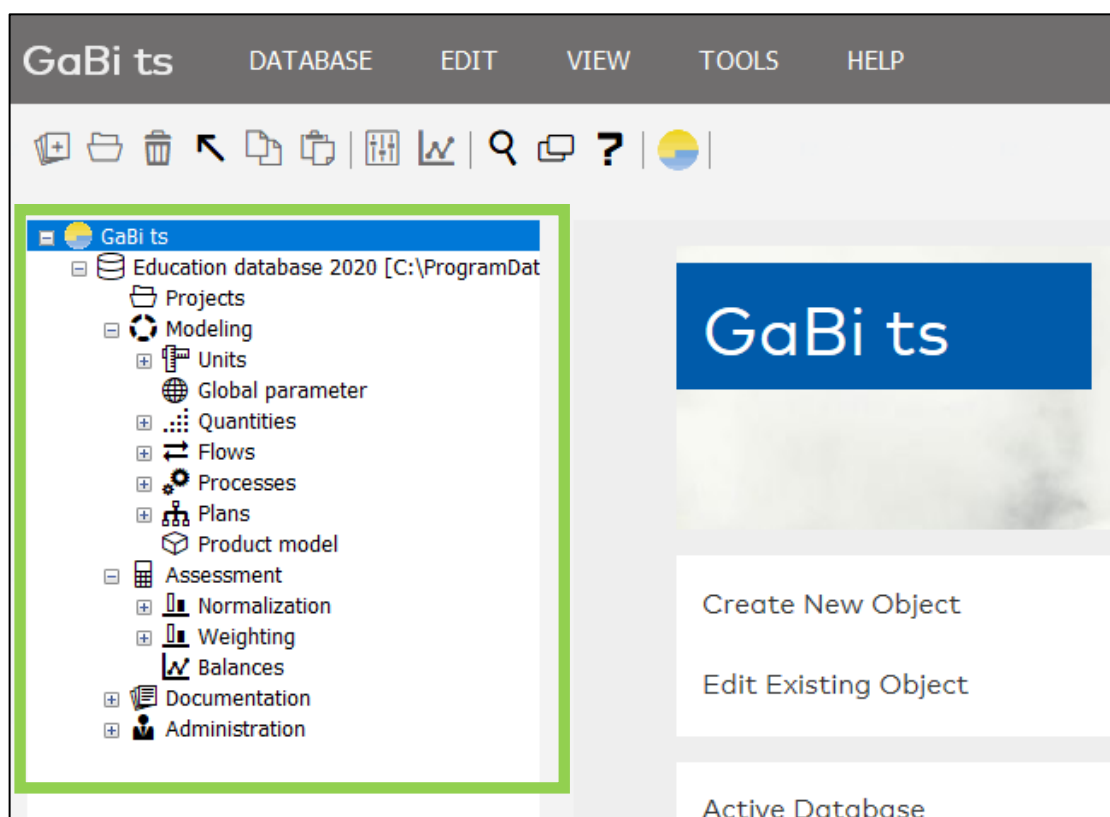 GaBi ts DATABASE EDIT VIEW TOOLS HELP
GaBi ts
Education database 2020 [C:\ProgramDat
Projects
Modeling
Units
Global parameter
Quantities
Flows
Processes
Plans
Product model
Assessment
Normalization
Weighting
Balances
Documentation
Administration
GaBi ts
Create New Object
Edit Existing Object
Active Database